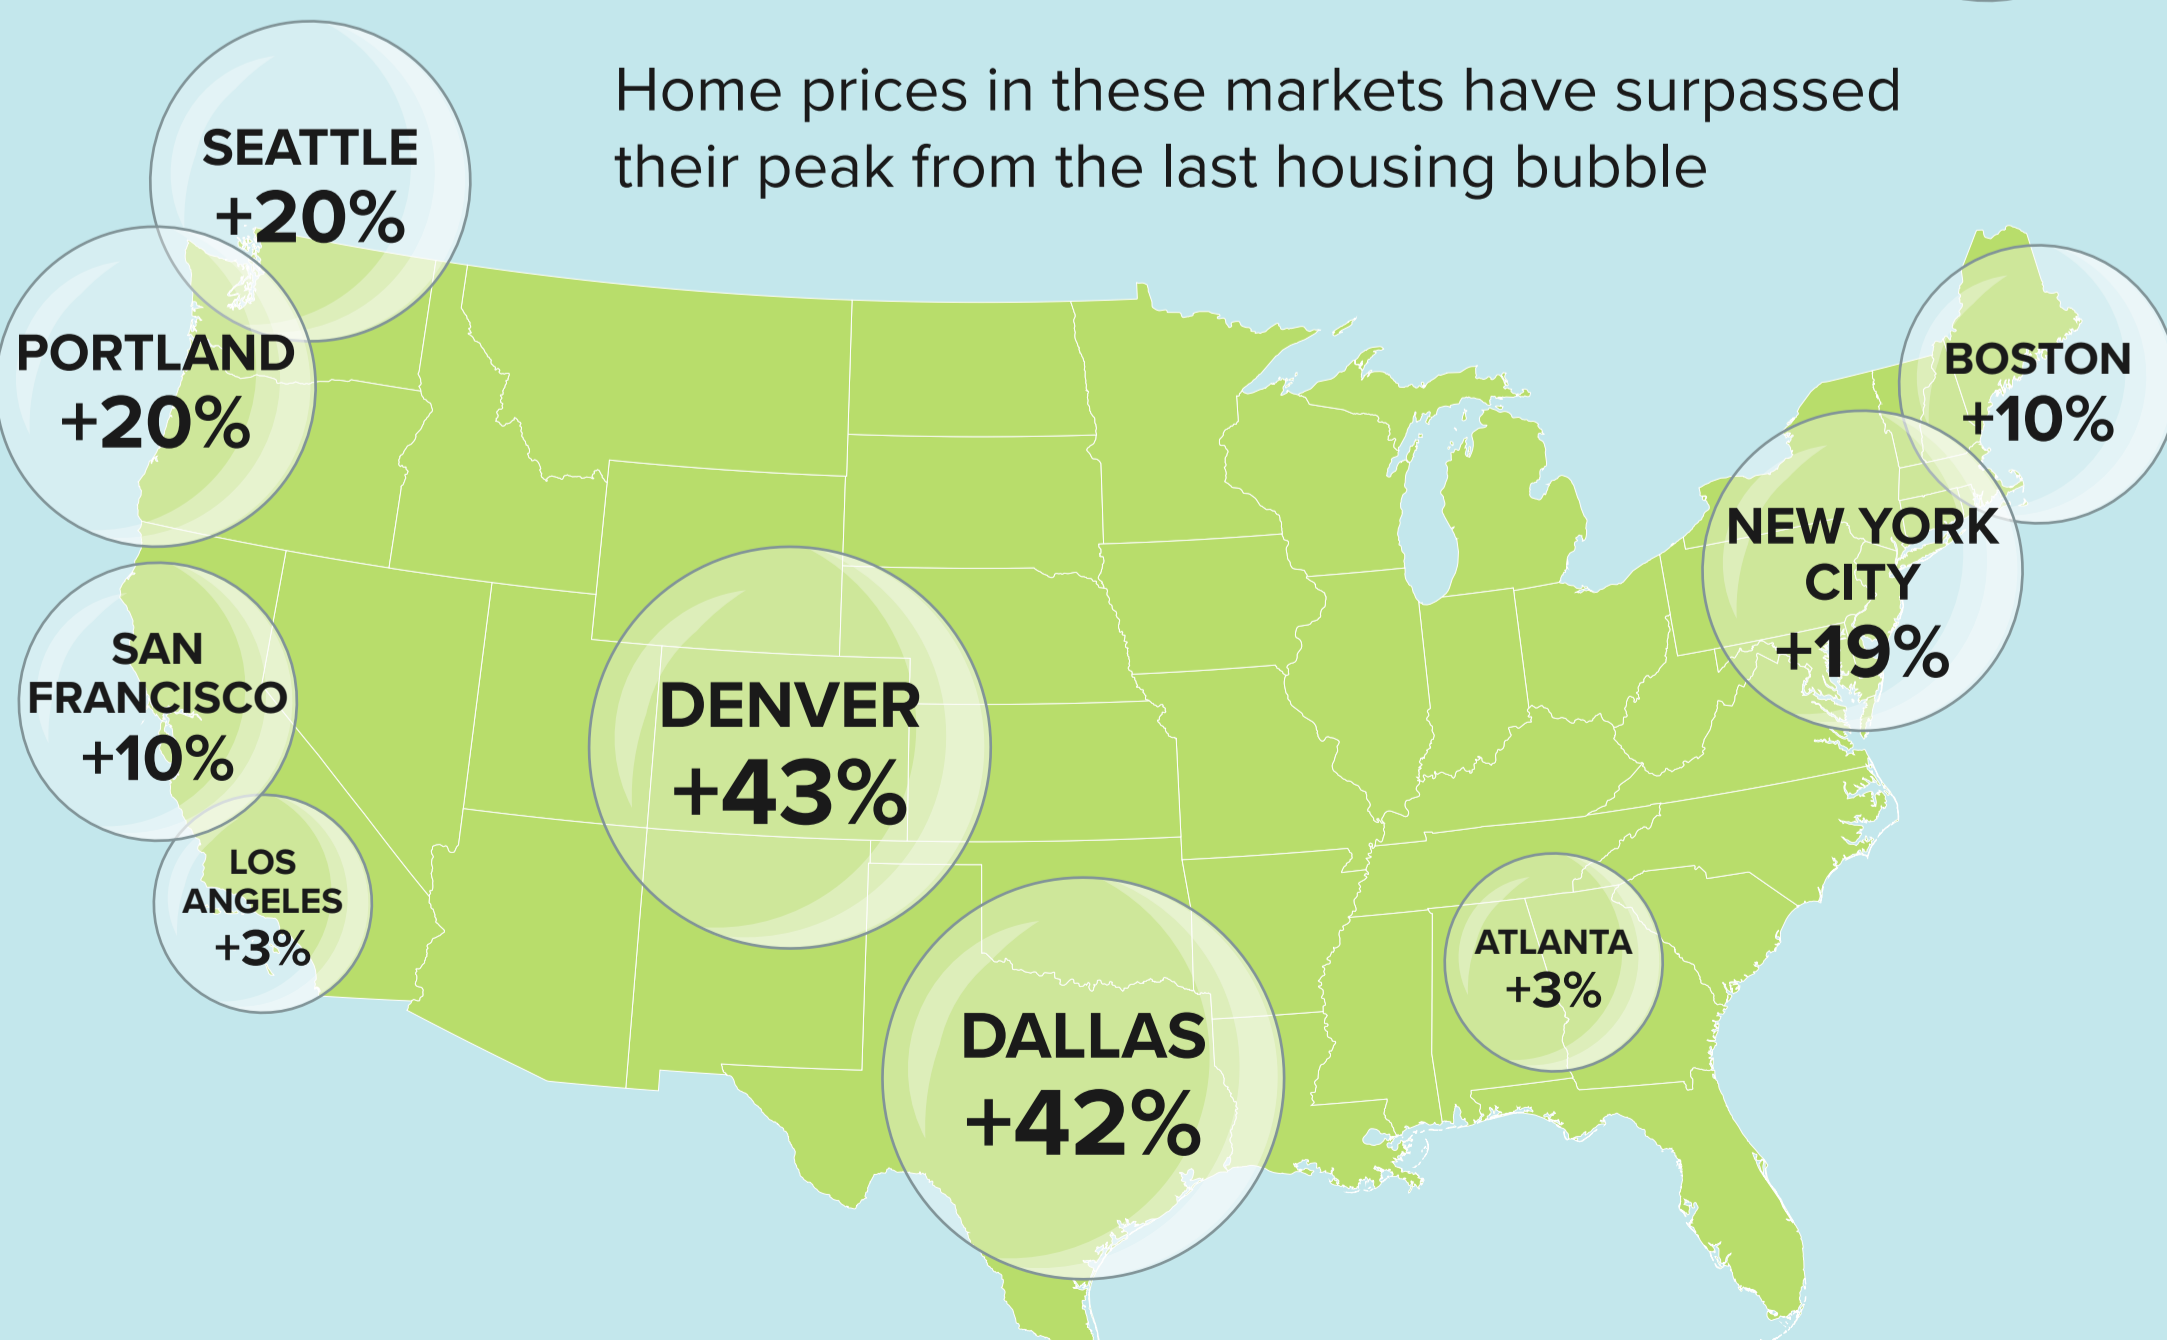 Home prices in these markets have surpassed
their peak from the last housing bubble
SEATTLE
+20%
PORTLAND
+20%
BOSTON
+10%
NEW YORK
CITY
+19%
SAN
FRANCISCO
+10%
DENVER
+43%
LOS
ANGELES
+3%
ATLANTA
+3%
DALLAS
+42%